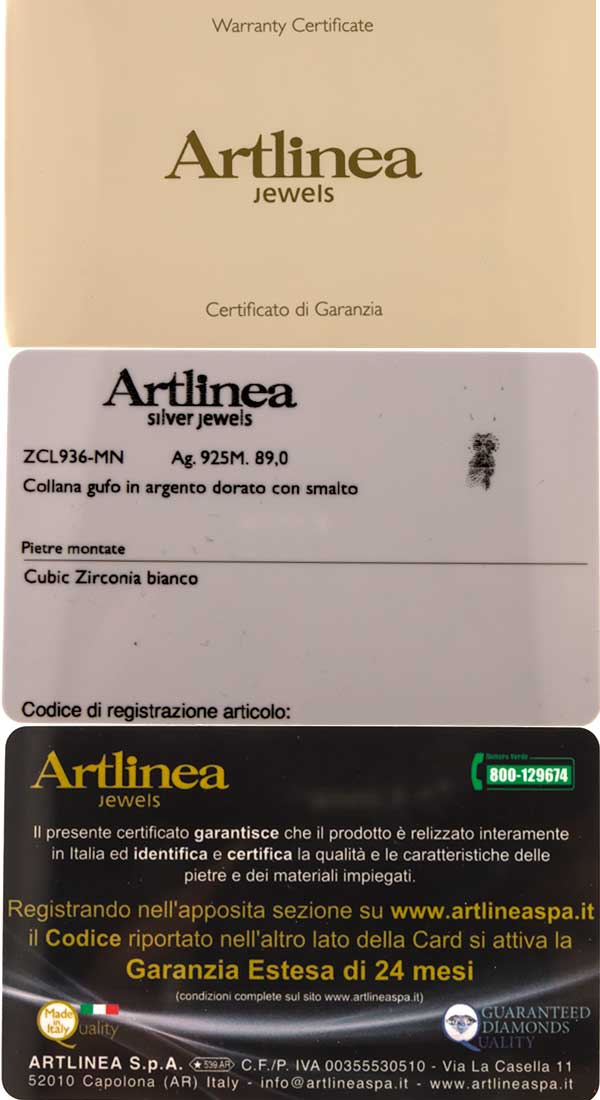 Warranty Certificate
Artlinea
Jewels
Certificato di Garanzia
Artlinea
silver jewels
ZCL936-MN Ag. 925M. 89,0
Collana gufo in argento dorato con smalto
Pietre montate
Cubic Zirconia bianco
Codice di registrazione articolo:
Artlinea
Jewels
Numero Verde
800-129674
Il presente certificato garantisce che il prodotto è relizzato interamente
in Italia ed identifica e certifica la qualità e le caratteristiche delle
pietre e dei materiali impiegati.
Registrando nell'apposita sezione su www.artlineaspa.it
il Codice riportato nell'altro lato della Card si attiva la
Garanzia Estesa di 24 mesi
(condizioni complete sul sito www.artlineaspa.it)
Made
in
Italy
Quality
GUARANTEED
DIAMONDS
QUALITY
ARTLINEA S.p.A. ★539 AR C.F./P. IVA 00355530510 - Via La Casella 11
52010 Capolona (AR) Italy - info@artlineaspa.it - www.artlineaspa.it